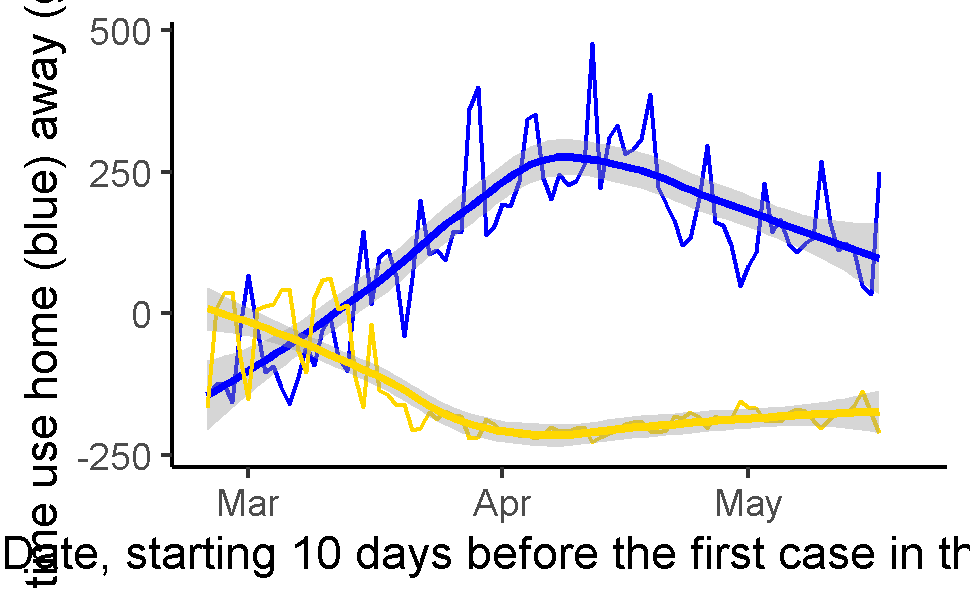 time use home (blue) away (
500
250
0
-250
Mar
Apr
May
Date, starting 10 days before the first case in th